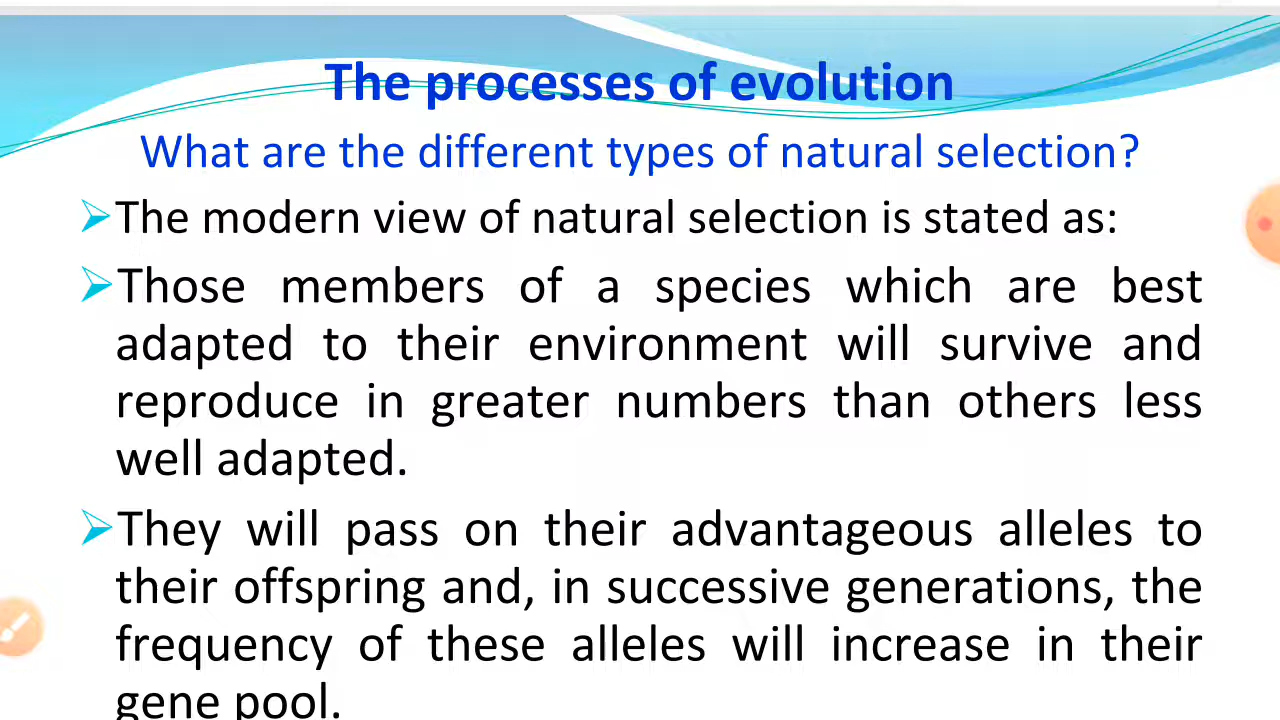 The processes of evolution
What are the different types of natural selection?
➢The modern view of natural selection is stated as:
➢Those members of a species which are best
adapted to their environment will survive and
reproduce in greater numbers than others less
well adapted.
➢They will pass on their advantageous alleles to
their offspring and, in successive generations, the
frequency of these alleles will increase in their
gene pool.